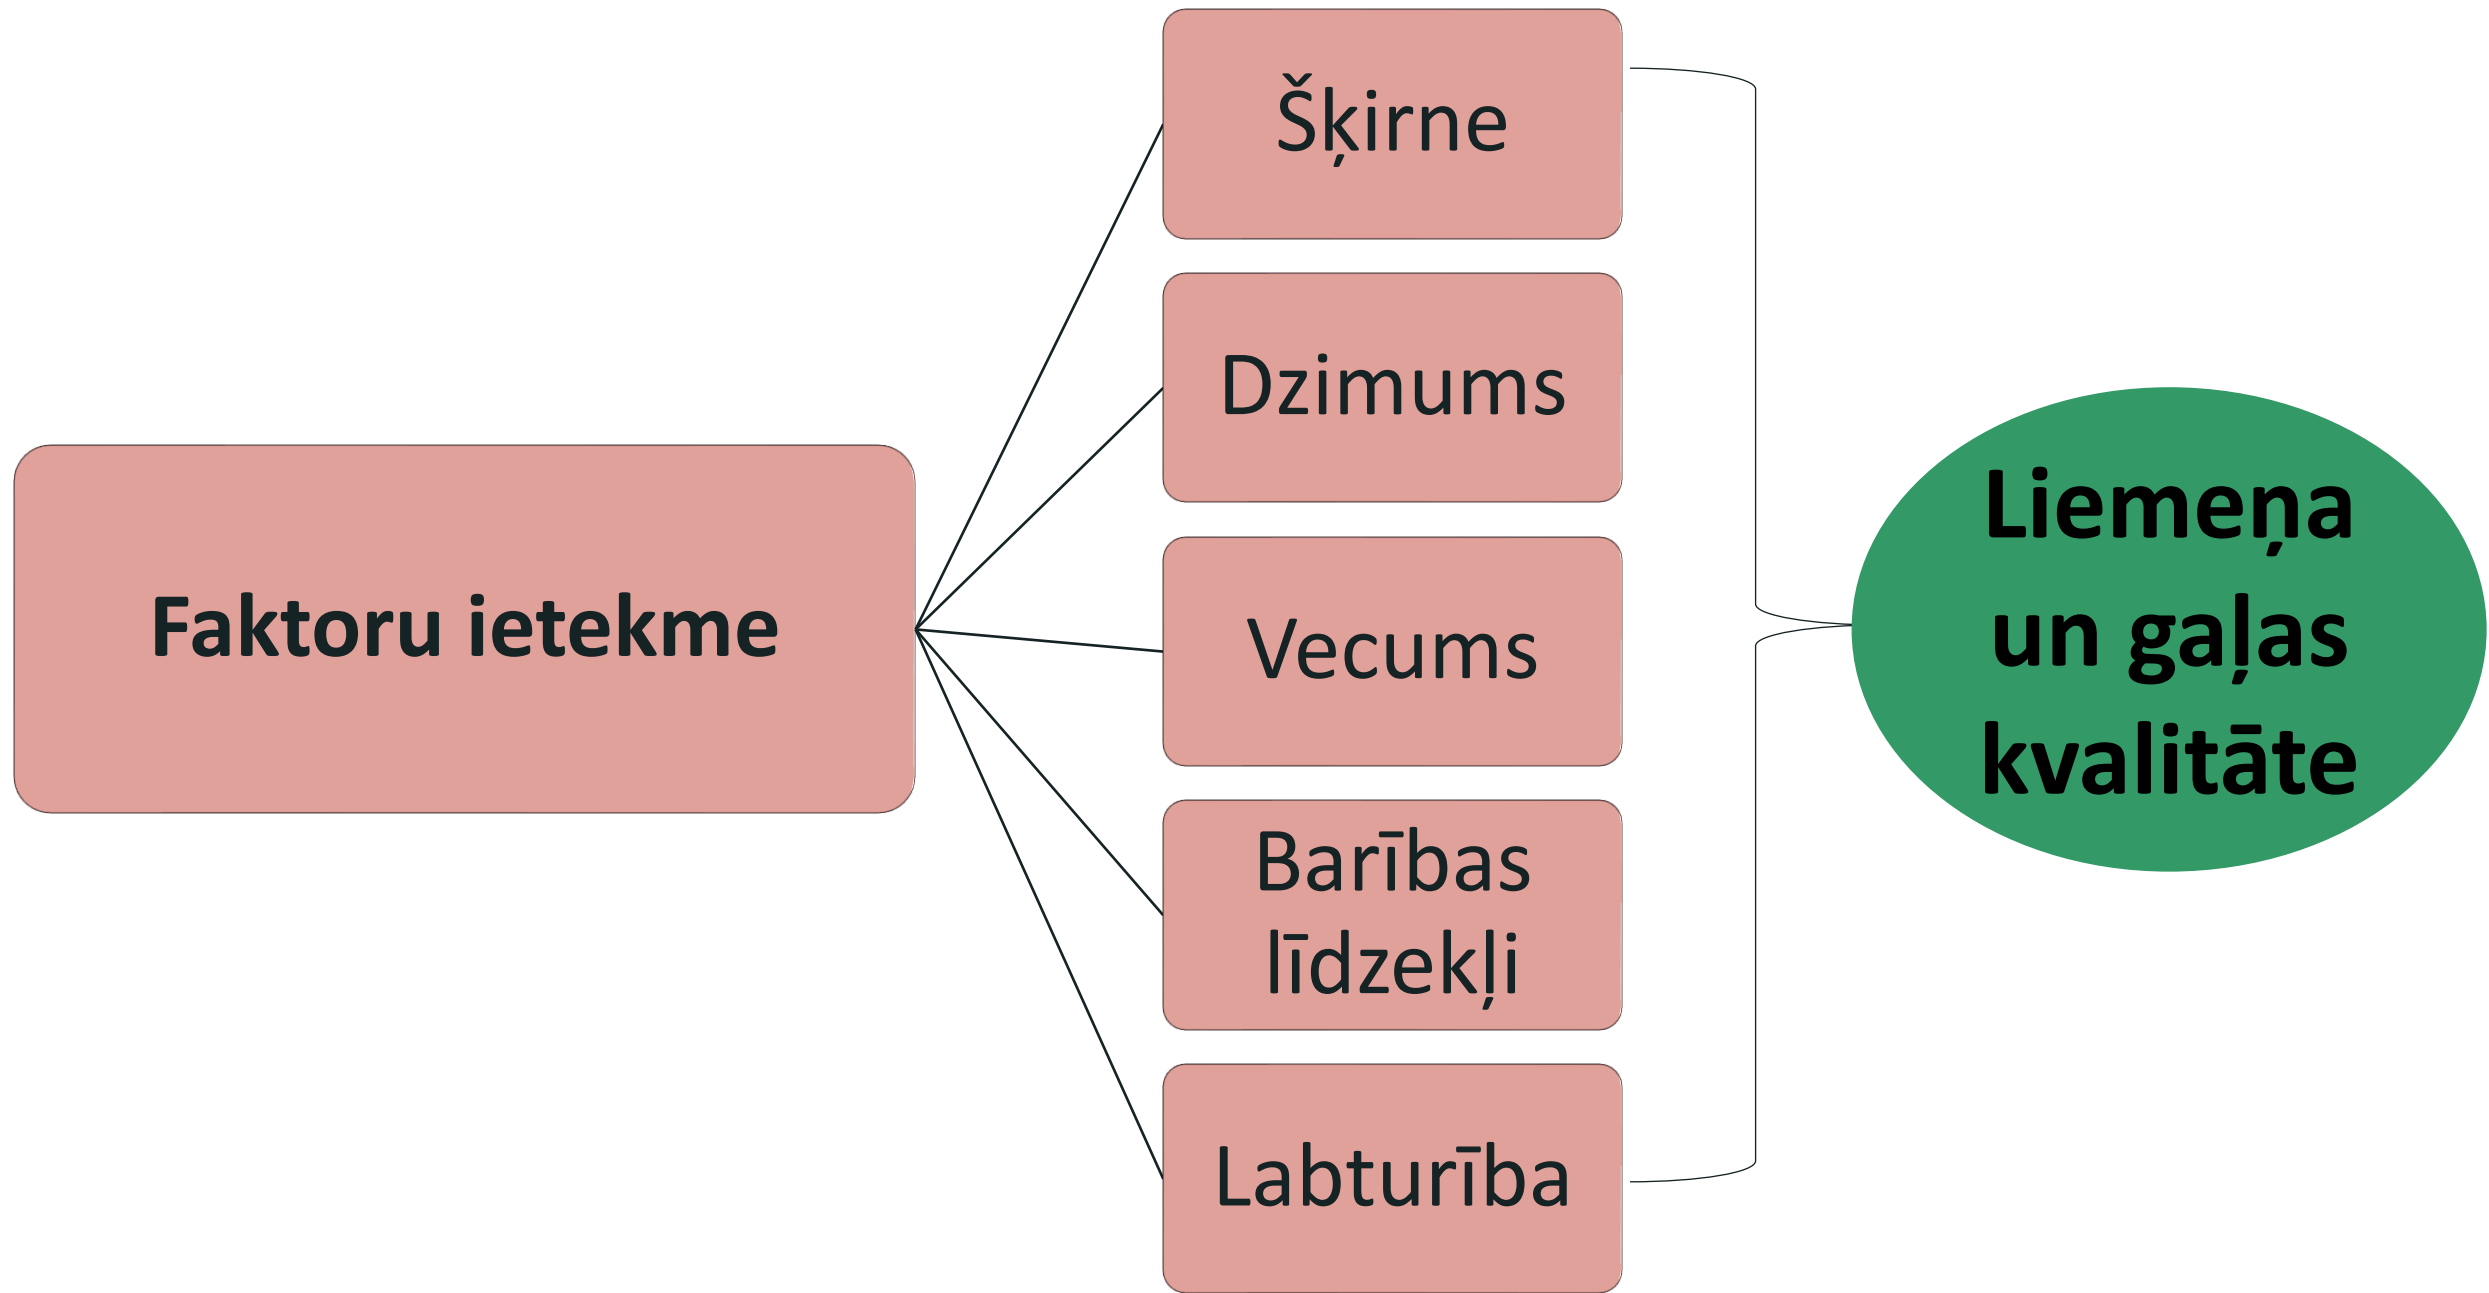 Faktoru ietekme
Šķirne
Dzimums
Vecums
Barības
līdzekļi
Labturība
Liemeņa
un gaļas
kvalitāte